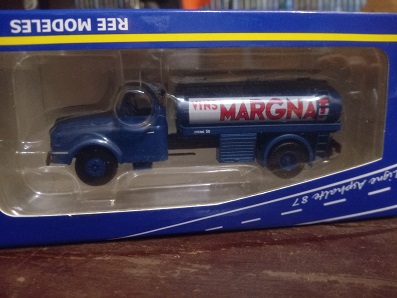 REE MODELES
VINS MARGNAT
Ligne Asphalte 87